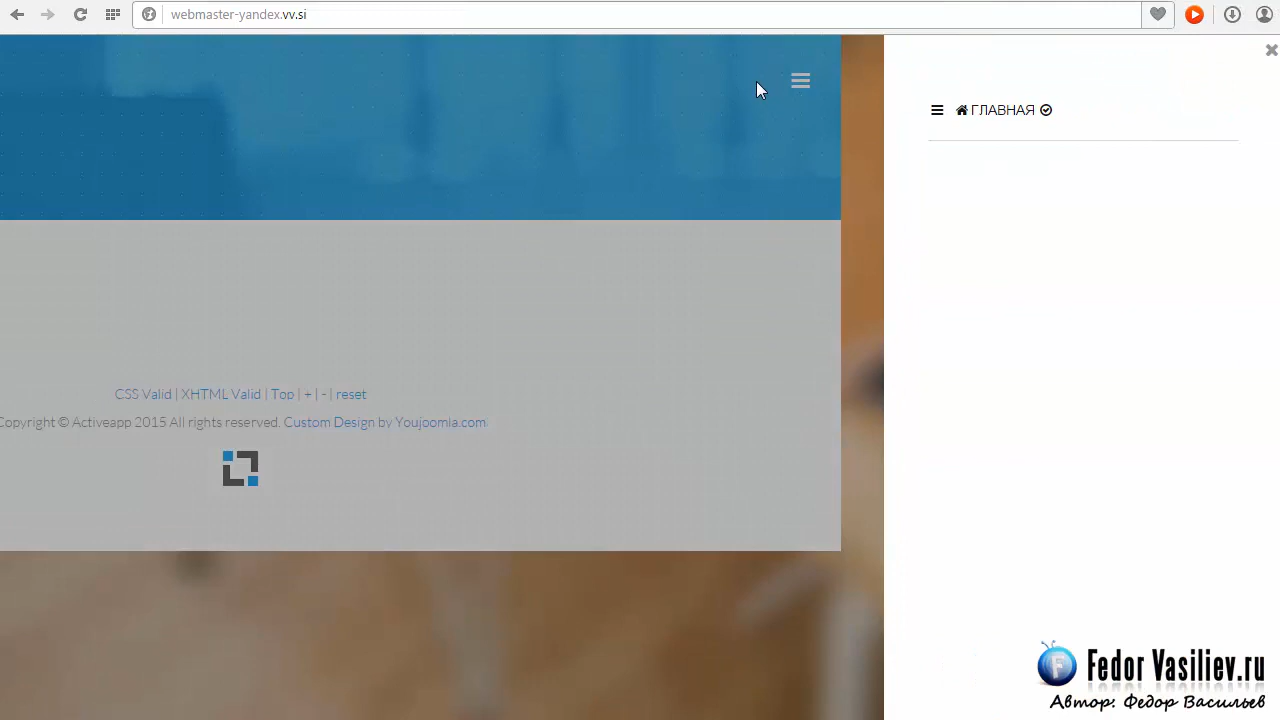 webmaster-yandex.vv.si
ГЛАВНАЯ
CSS Valid | XHTML Valid | Top | + | - | reset
Copyright © Activeapp 2015 All rights reserved. Custom Design by Youjoomla.com
Fedor Vasiliev.ru
Автор: Федор Васильев